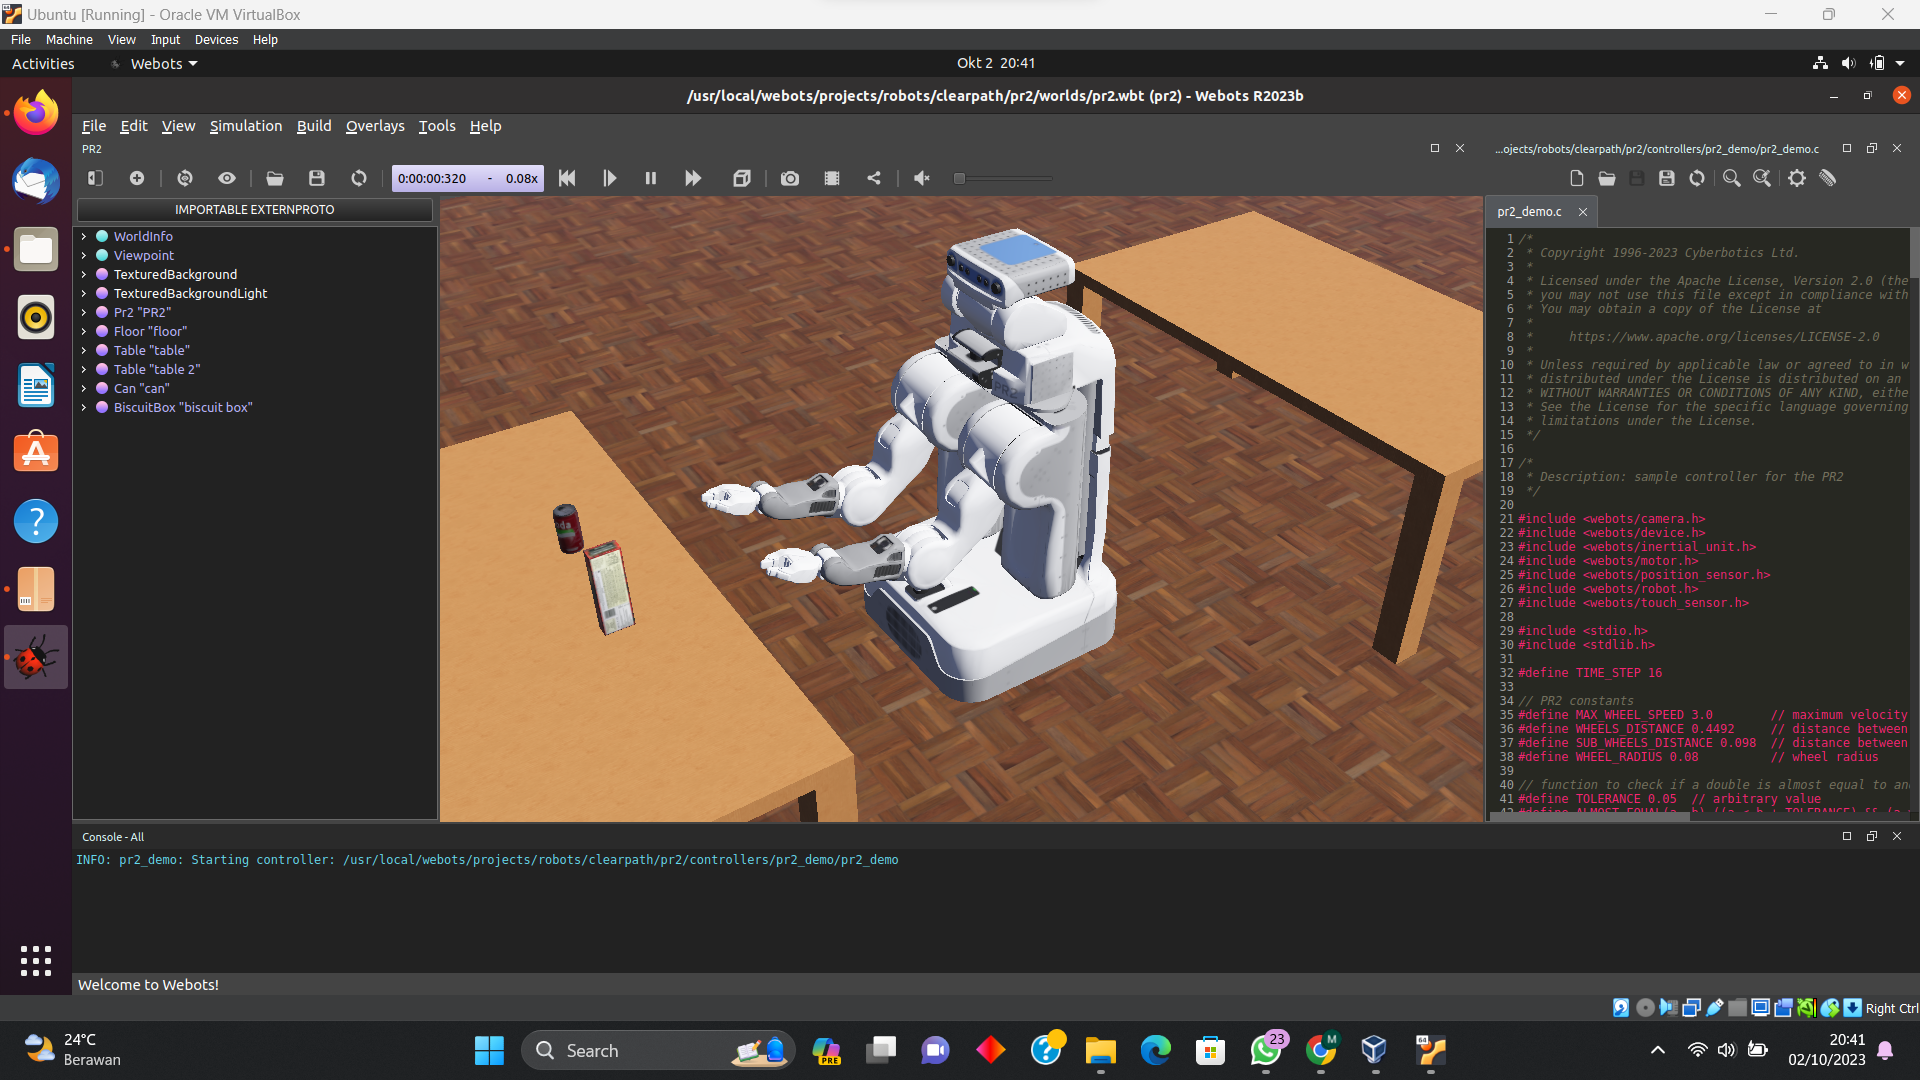 Ubuntu [Running] - Oracle VM VirtualBox
File Machine View Input Devices Help
Activities Webots Okt 2 20:41
/usr/local/webots/projects/robots/clearpath/pr2/worlds/pr2.wbt (pr2) - Webots R2023b
File Edit View Simulation Build Overlays Tools Help
PR2
...ojects/robots/clearpath/pr2/controllers/pr2_demo/pr2_demo.c
0:00:00:320 - 0.08x
IMPORTABLE EXTERNPROTO
WorldInfo
Viewpoint
TexturedBackground
TexturedBackgroundLight
Pr2 "PR2"
Floor "floor"
Table "table"
Table "table 2"
Can "can"
BiscuitBox "biscuit box"
PR2
pr2_demo.c
1 /*
2 * Copyright 1996-2023 Cyberbotics Ltd.
3 *
4 * Licensed under the Apache License, Version 2.0 (the
5 * you may not use this file except in compliance with
6 * You may obtain a copy of the License at
7 *
8 * https://www.apache.org/licenses/LICENSE-2.0
9 *
10 * Unless required by applicable law or agreed to in w
11 * distributed under the License is distributed on an
12 * WITHOUT WARRANTIES OR CONDITIONS OF ANY KIND, eithe
13 * See the License for the specific language governing
14 * limitations under the License.
15 */
16
17 /*
18 * Description: sample controller for the PR2
19 */
20
21 #include <webots/camera.h>
22 #include <webots/device.h>
23 #include <webots/inertial_unit.h>
24 #include <webots/motor.h>
25 #include <webots/position_sensor.h>
26 #include <webots/robot.h>
27 #include <webots/touch_sensor.h>
28
29 #include <stdio.h>
30 #include <stdlib.h>
31
32 #define TIME_STEP 16
33
34 // PR2 constants
35 #define MAX_WHEEL_SPEED 3.0 // maximum velocity
36 #define WHEELS_DISTANCE 0.4492 // distance between
37 #define SUB_WHEELS_DISTANCE 0.098 // distance between
38 #define WHEEL_RADIUS 0.08 // wheel radius
39
40 // function to check if a double is almost equal to an
41 #define TOLERANCE 0.05 // arbitrary value
Console - All
INFO: pr2_demo: Starting controller: /usr/local/webots/projects/robots/clearpath/pr2/controllers/pr2_demo/pr2_demo
Welcome to Webots!
Right Ctrl
24°C
Berawan
Search
PRE
23
M
64
20:41
02/10/2023